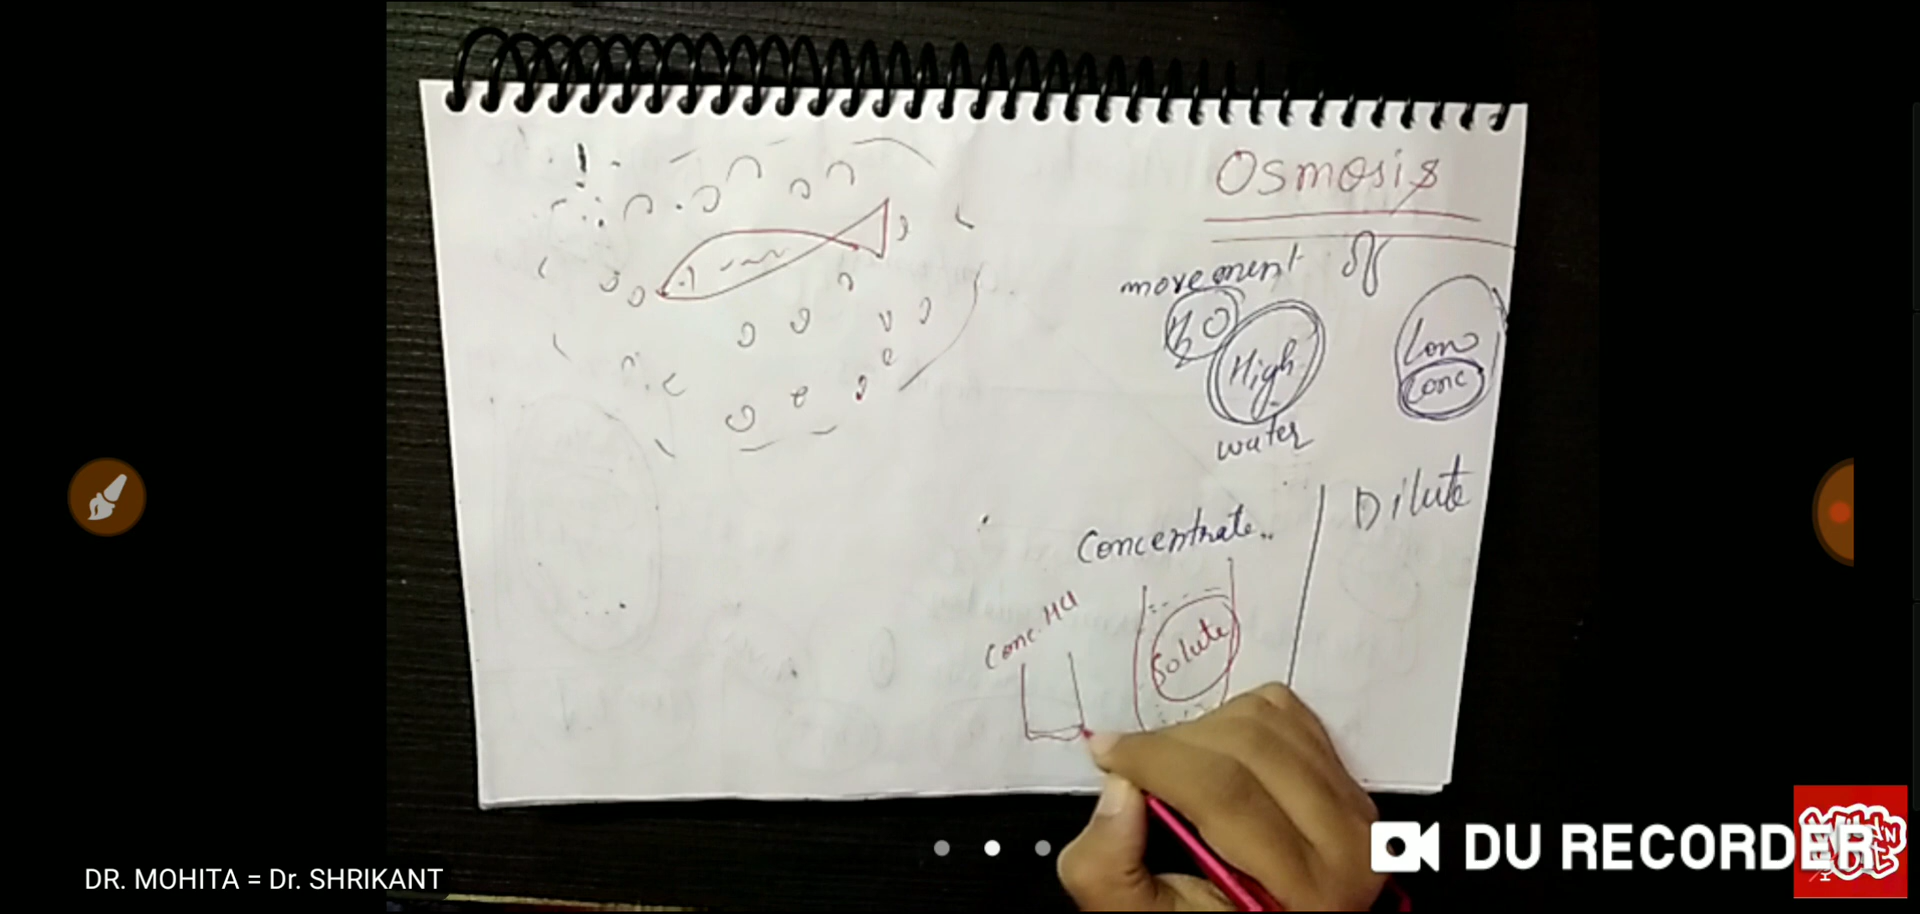 Osmosis
movement of
H2O High Low
conc
water
Concentrate.. Dilute
Conc. HCl
Solute
DR. MOHITA = Dr. SHRIKANT
DU RECORDER